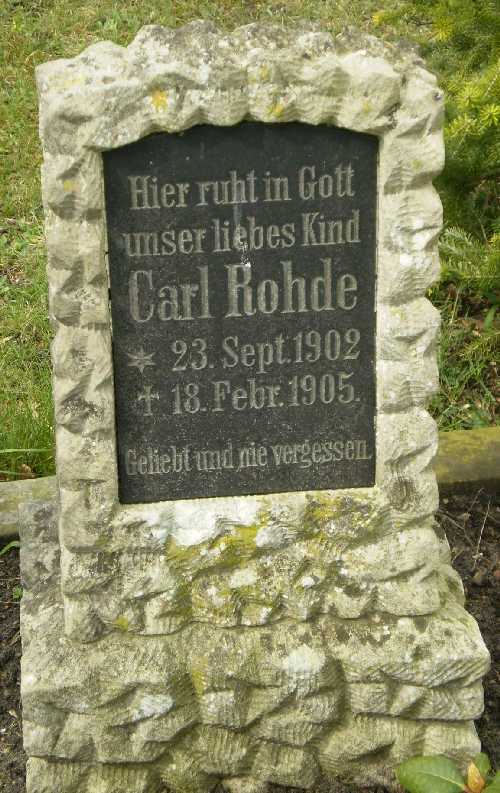 Hier ruht in Gott
unser liebes Kind
Carl Rohde
* 23. Sept. 1902
† 18. Febr. 1905.
Geliebt und nie vergessen.